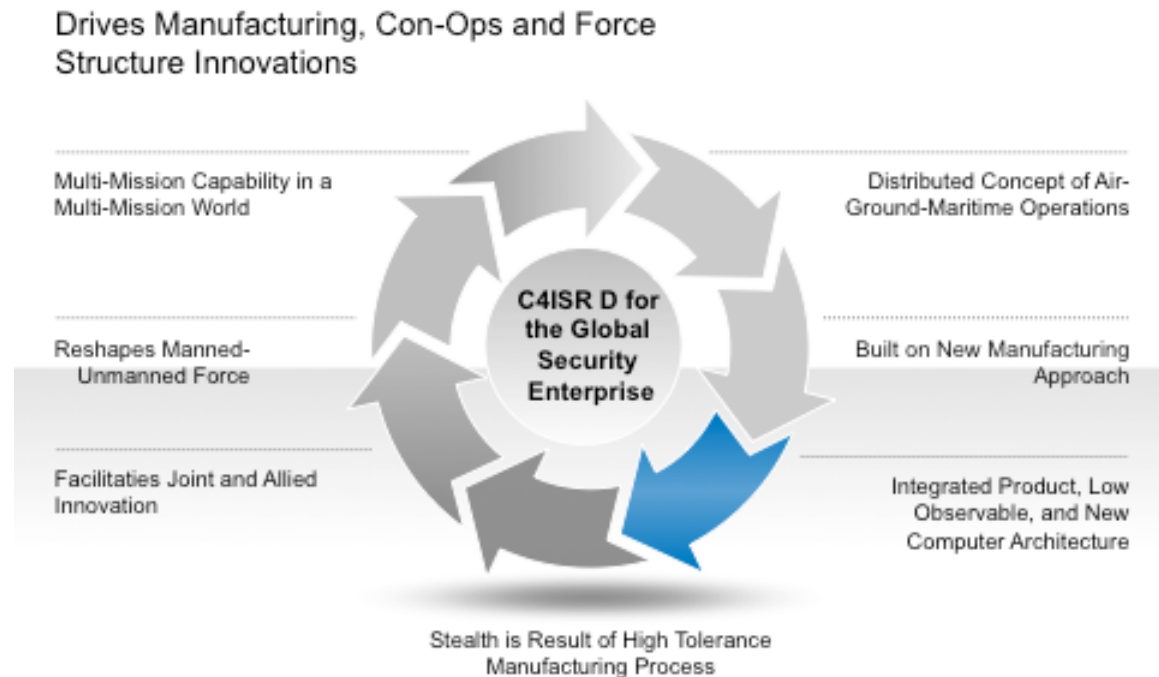 Drives Manufacturing, Con-Ops and Force
Structure Innovations
Multi-Mission Capability in a
Multi-Mission World
Distributed Concept of Air-
Ground-Maritime Operations
C4ISR D for
the Global
Security
Enterprise
Reshapes Manned-
Unmanned Force
Built on New Manufacturing
Approach
Facilitaties Joint and Allied
Innovation
Integrated Product, Low
Observable, and New
Computer Architecture
Stealth is Result of High Tolerance
Manufacturing Process